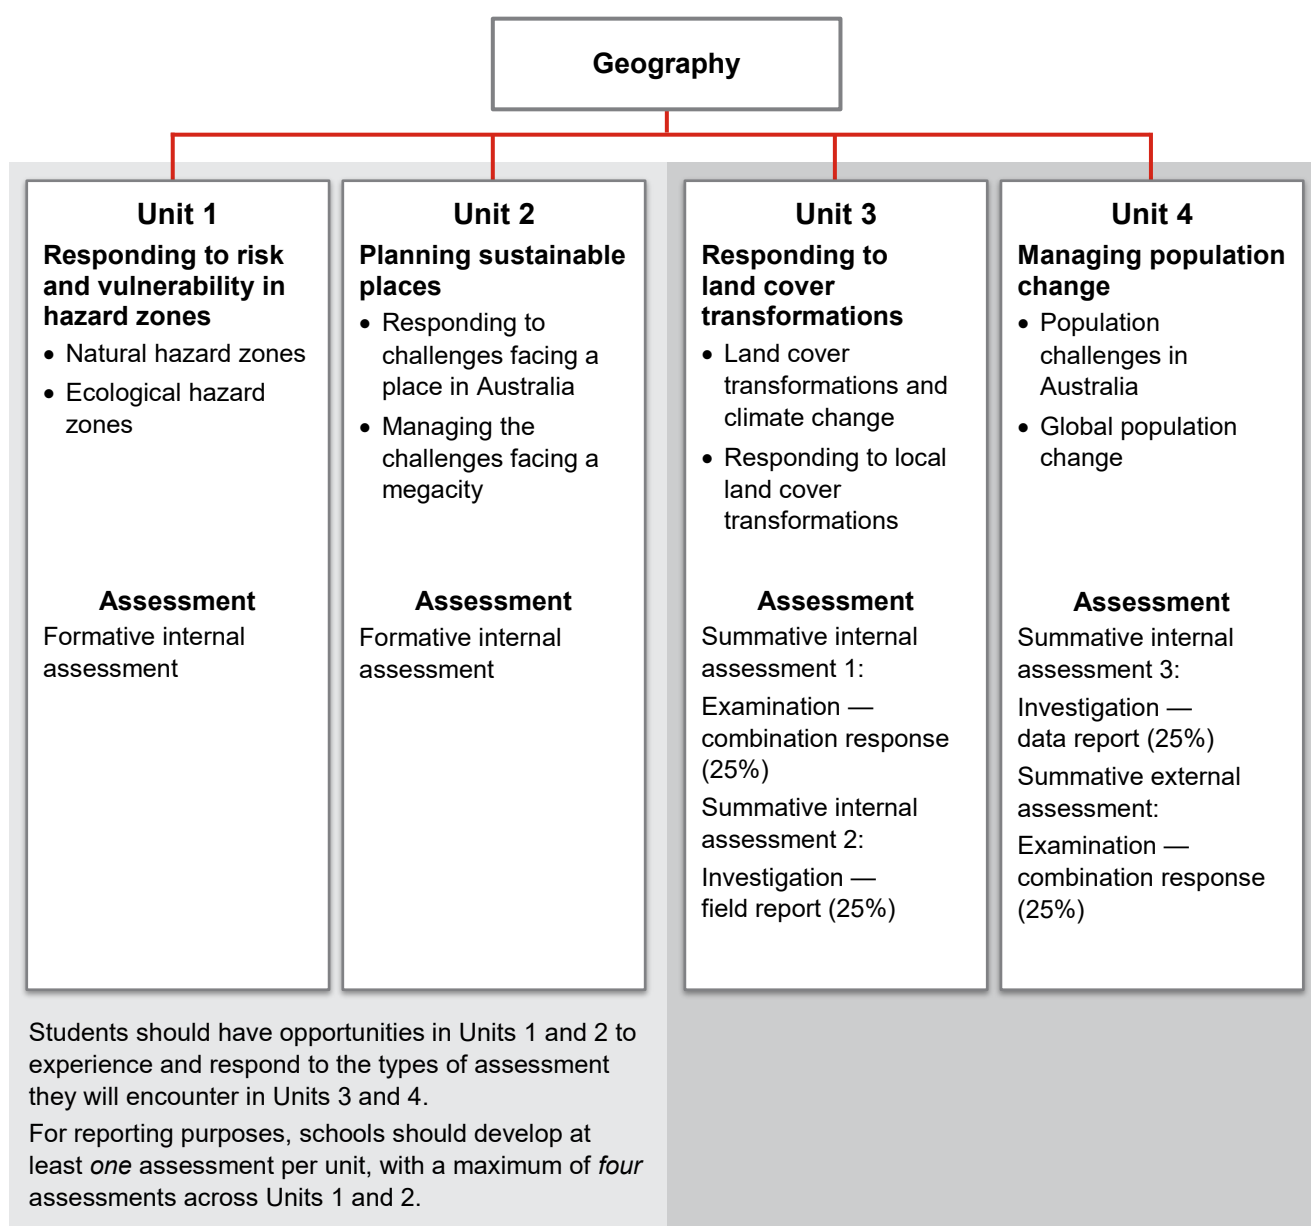 Geography
Unit 1
Responding to risk
and vulnerability in
hazard zones
• Natural hazard zones
• Ecological hazard
zones
Assessment
Formative internal
assessment
Unit 2
Planning sustainable
places
• Responding to
challenges facing a
place in Australia
• Managing the
challenges facing a
megacity
Assessment
Formative internal
assessment
Unit 3
Responding to
land cover
transformations
• Land cover
transformations and
climate change
• Responding to local
land cover
transformations
Assessment
Summative internal
assessment 1:
Examination —
combination response
(25%)
Summative internal
assessment 2:
Investigation —
field report (25%)
Unit 4
Managing population
change
• Population
challenges in
Australia
• Global population
change
Assessment
Summative internal
assessment 3:
Investigation —
data report (25%)
Summative external
assessment:
Examination —
combination response
(25%)
Students should have opportunities in Units 1 and 2 to
experience and respond to the types of assessment
they will encounter in Units 3 and 4.
For reporting purposes, schools should develop at
least one assessment per unit, with a maximum of four
assessments across Units 1 and 2.